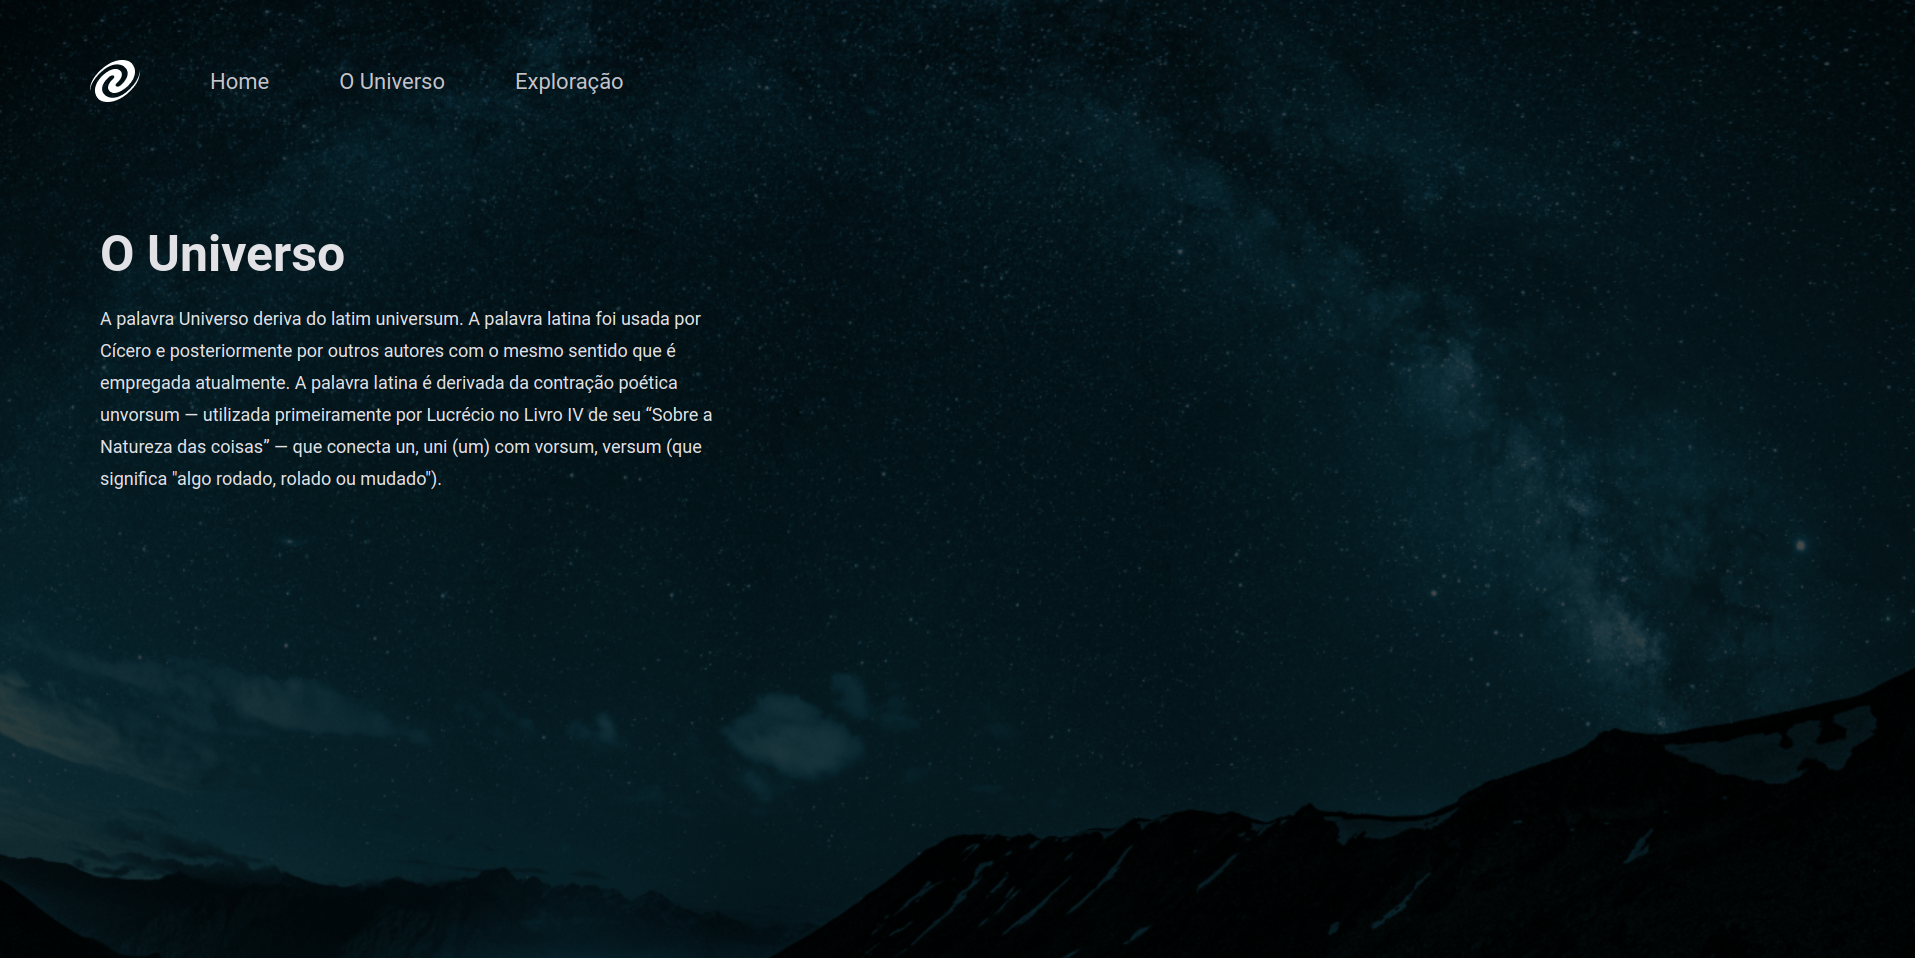 Home
O Universo
Exploração
O Universo
A palavra Universo deriva do latim universum. A palavra latina foi usada por
Cícero e posteriormente por outros autores com o mesmo sentido que é
empregada atualmente. A palavra latina é derivada da contração poética
unvorsum — utilizada primeiramente por Lucrécio no Livro IV de seu “Sobre a
Natureza das coisas” — que conecta un, uni (um) com vorsum, versum (que
significa "algo rodado, rolado ou mudado").